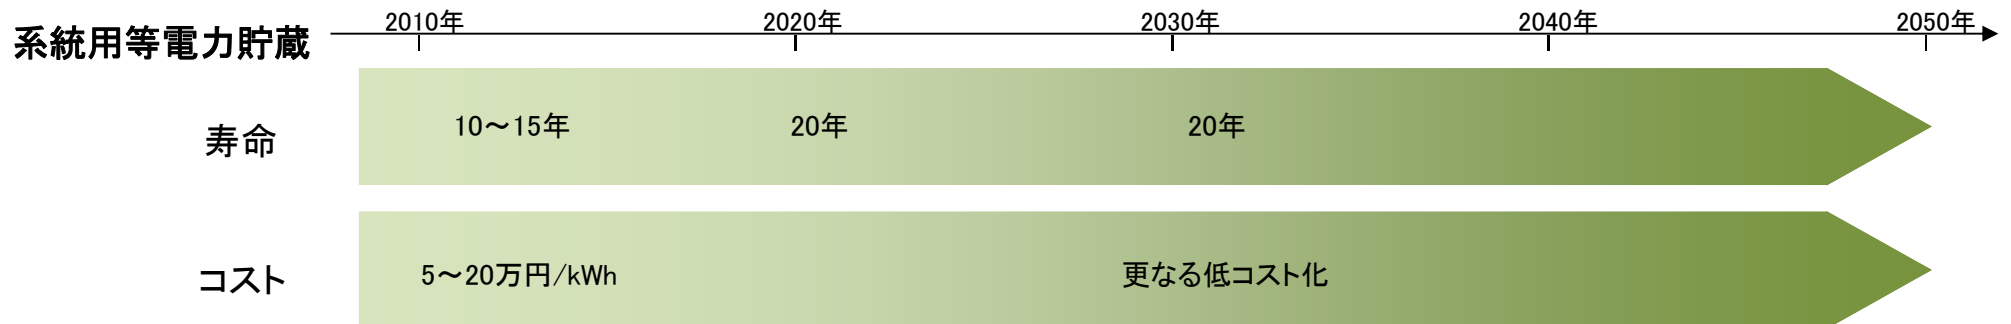 2010年 2020年 2030年 2040年 2050年
系統用等電力貯蔵
寿命 10～15年 20年 20年
コスト 5～20万円/kWh 更なる低コスト化